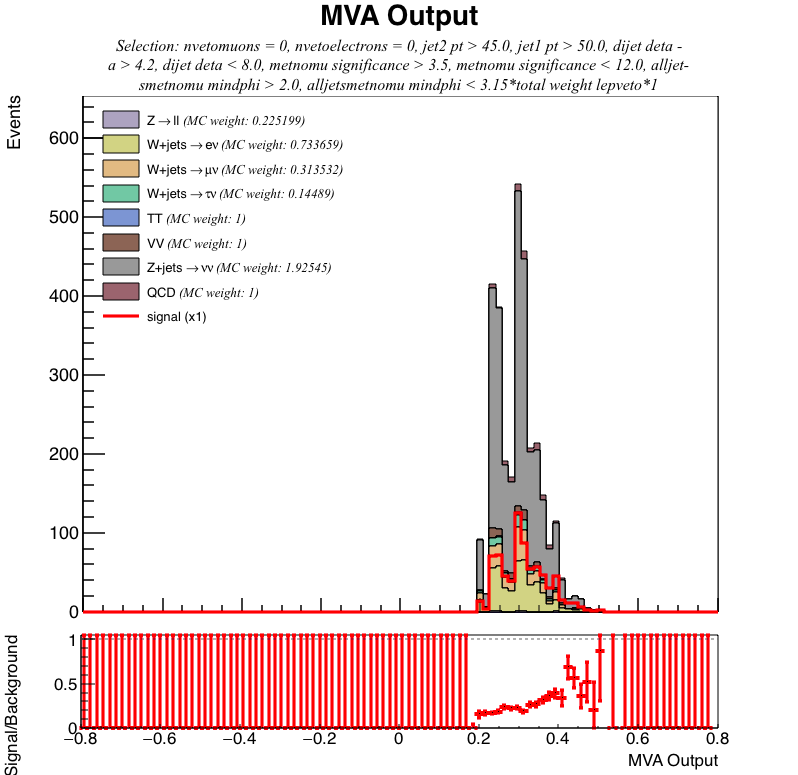 MVA Output
Selection: nvetomuons = 0, nvetoelectrons = 0, jet2 pt > 45.0, jet1 pt > 50.0, dijet deta -
a > 4.2, dijet deta < 8.0, metnomu significance > 3.5, metnomu significance < 12.0, alljet-
smetnomu mindphi > 2.0, alljetsmetnomu mindphi < 3.15*total weight lepveto*1
Events
600
500
400
300
200
100
0
Z→ll (MC weight: 0.225199)
W+jets→eν (MC weight: 0.733659)
W+jets→μν (MC weight: 0.313532)
W+jets→τν (MC weight: 0.14489)
TT (MC weight: 1)
VV (MC weight: 1)
Z+jets→νν (MC weight: 1.92545)
QCD (MC weight: 1)
signal (x1)
Signal/Background
1
0.5
0
−0.8 −0.6 −0.4 −0.2 0 0.2 0.4 0.6 0.8
MVA Output